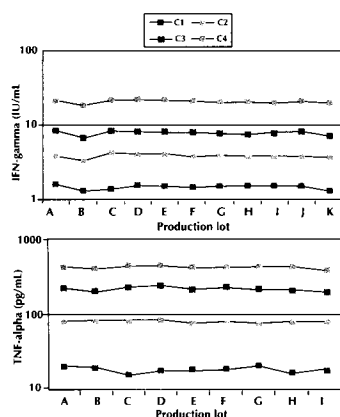 C1 C2
C3 C4
100
10
1
IFN-gamma (IU/mL
A B C D E F G H I J K
Production lot
1000
100
10
TNF-alpha (pg/mL)
A B C D E F G H I
Production lot